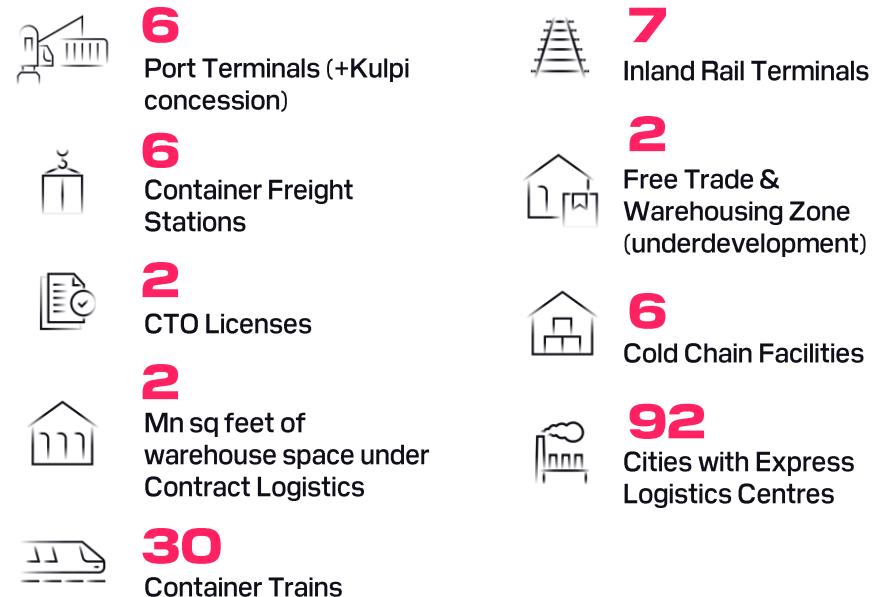 6
Port Terminals (+Kulpi
concession)
6
Container Freight
Stations
2
CTO Licenses
2
Mn sq feet of
warehouse space under
Contract Logistics
30
Container Trains
7
Inland Rail Terminals
2
Free Trade &
Warehousing Zone
(underdevelopment)
6
Cold Chain Facilities
92
Cities with Express
Logistics Centres